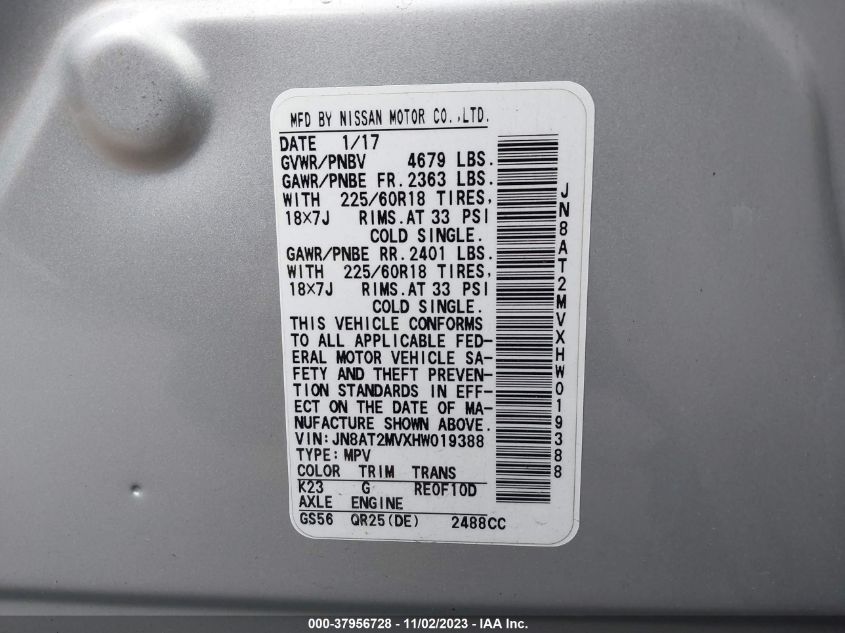 MFD BY NISSAN MOTOR CO.,LTD.
DATE 1/17
GVWR/PNBV 4679 LBS.
GAWR/PNBE FR. 2363 LBS.
WITH 225/60R18 TIRES,
18×7J RIMS.AT 33 PSI
COLD SINGLE.
GAWR/PNBE RR. 2401 LBS.
WITH 225/60R18 TIRES,
18×7J RIMS.AT 33 PSI
COLD SINGLE.
THIS VEHICLE CONFORMS
TO ALL APPLICABLE FED-
ERAL MOTOR VEHICLE SA-
FETY AND THEFT PREVEN-
TION STANDARDS IN EFF-
ECT ON THE DATE OF MA-
NUFACTURE SHOWN ABOVE.
VIN:JN8AT2MVXHW019388
TYPE: MPV
COLOR TRIM TRANS
K23 G RE0F10D
AXLE ENGINE
GS56 QR25(DE) 2488CC
JN8AT2MVXHW019388
000-37956728 - 11/02/2023 - IAA Inc.